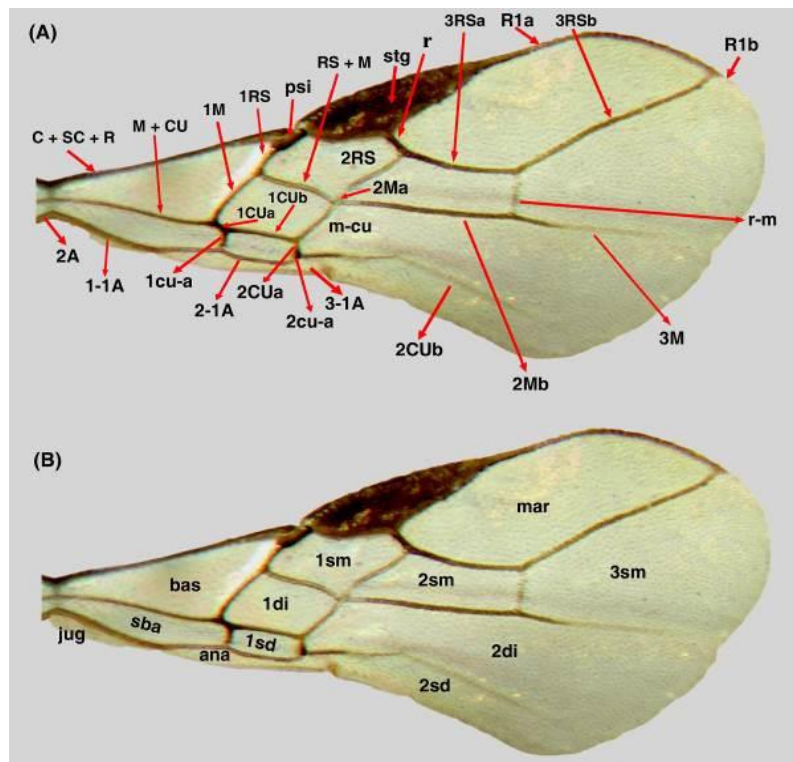 (A)
3RSa
R1a
3RSb
R1b
r
stg
RS + M
psi
1RS
1M
M + CU
C + SC + R
2RS
2Ma
1CUb
1CUa
m-cu
r-m
2A
1-1A
1cu-a
2-1A
2CUa
2cu-a
3-1A
2CUb
2Mb
3M
(B)
mar
1sm
2sm
3sm
bas
1di
sba
1sd
jug
ana
2di
2sd